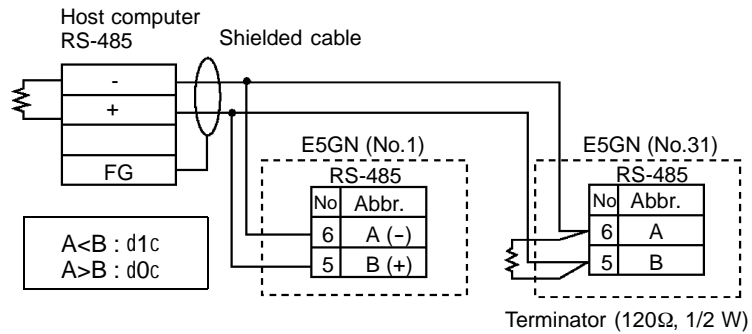 Host computer
RS-485
Shielded cable
-
+
FG
E5GN (No.1)
RS-485
No Abbr.
6 A (−)
5 B (+)
E5GN (No.31)
RS-485
No Abbr.
6 A
5 B
A<B : d1c
A>B : d0c
Terminator (120Ω, 1/2 W)